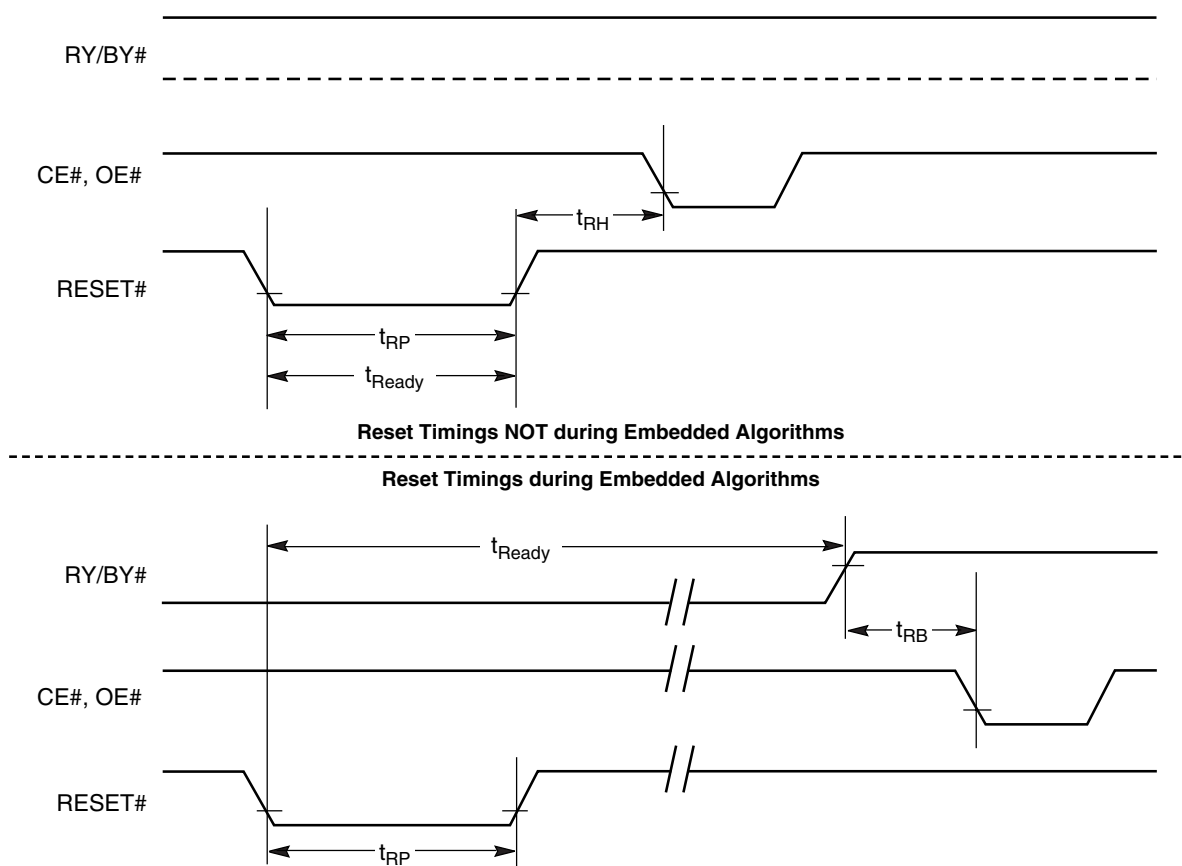 RY/BY#
CE#, OE#
tRH
RESET#
tRP
tReady
Reset Timings NOT during Embedded Algorithms
Reset Timings during Embedded Algorithms
tReady
RY/BY#
tRB
CE#, OE#
RESET#
tRP